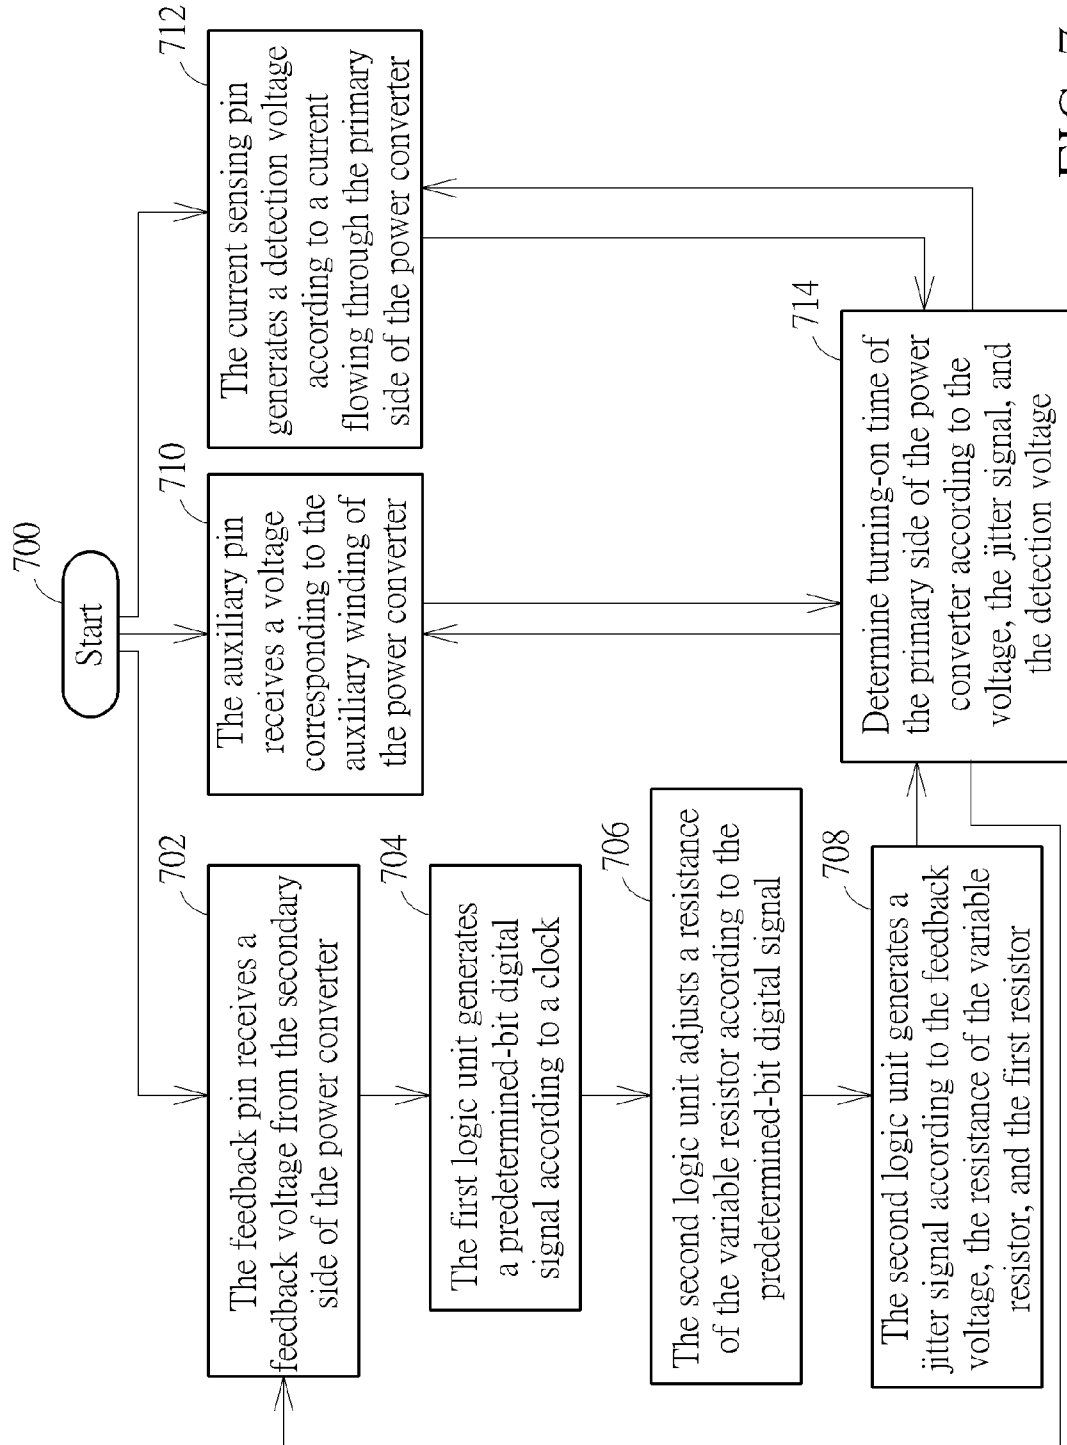 700
Start
702
The feedback pin receives a
feedback voltage from the secondary
side of the power converter
704
The first logic unit generates
a predetermined-bit digital
signal according to a clock
706
The second logic unit adjusts a resistance
of the variable resistor according to the
predetermined-bit digital signal
708
The second logic unit generates a
jitter signal according to the feedback
voltage, the resistance of the variable
resistor, and the first resistor
710
The auxiliary pin
receives a voltage
corresponding to the
auxiliary winding of
the power converter
712
The current sensing pin
generates a detection voltage
according to a current
flowing through the primary
side of the power converter
714
Determine turning-on time of
the primary side of the power
converter according to the
voltage, the jitter signal, and
the detection voltage
FIG. 7